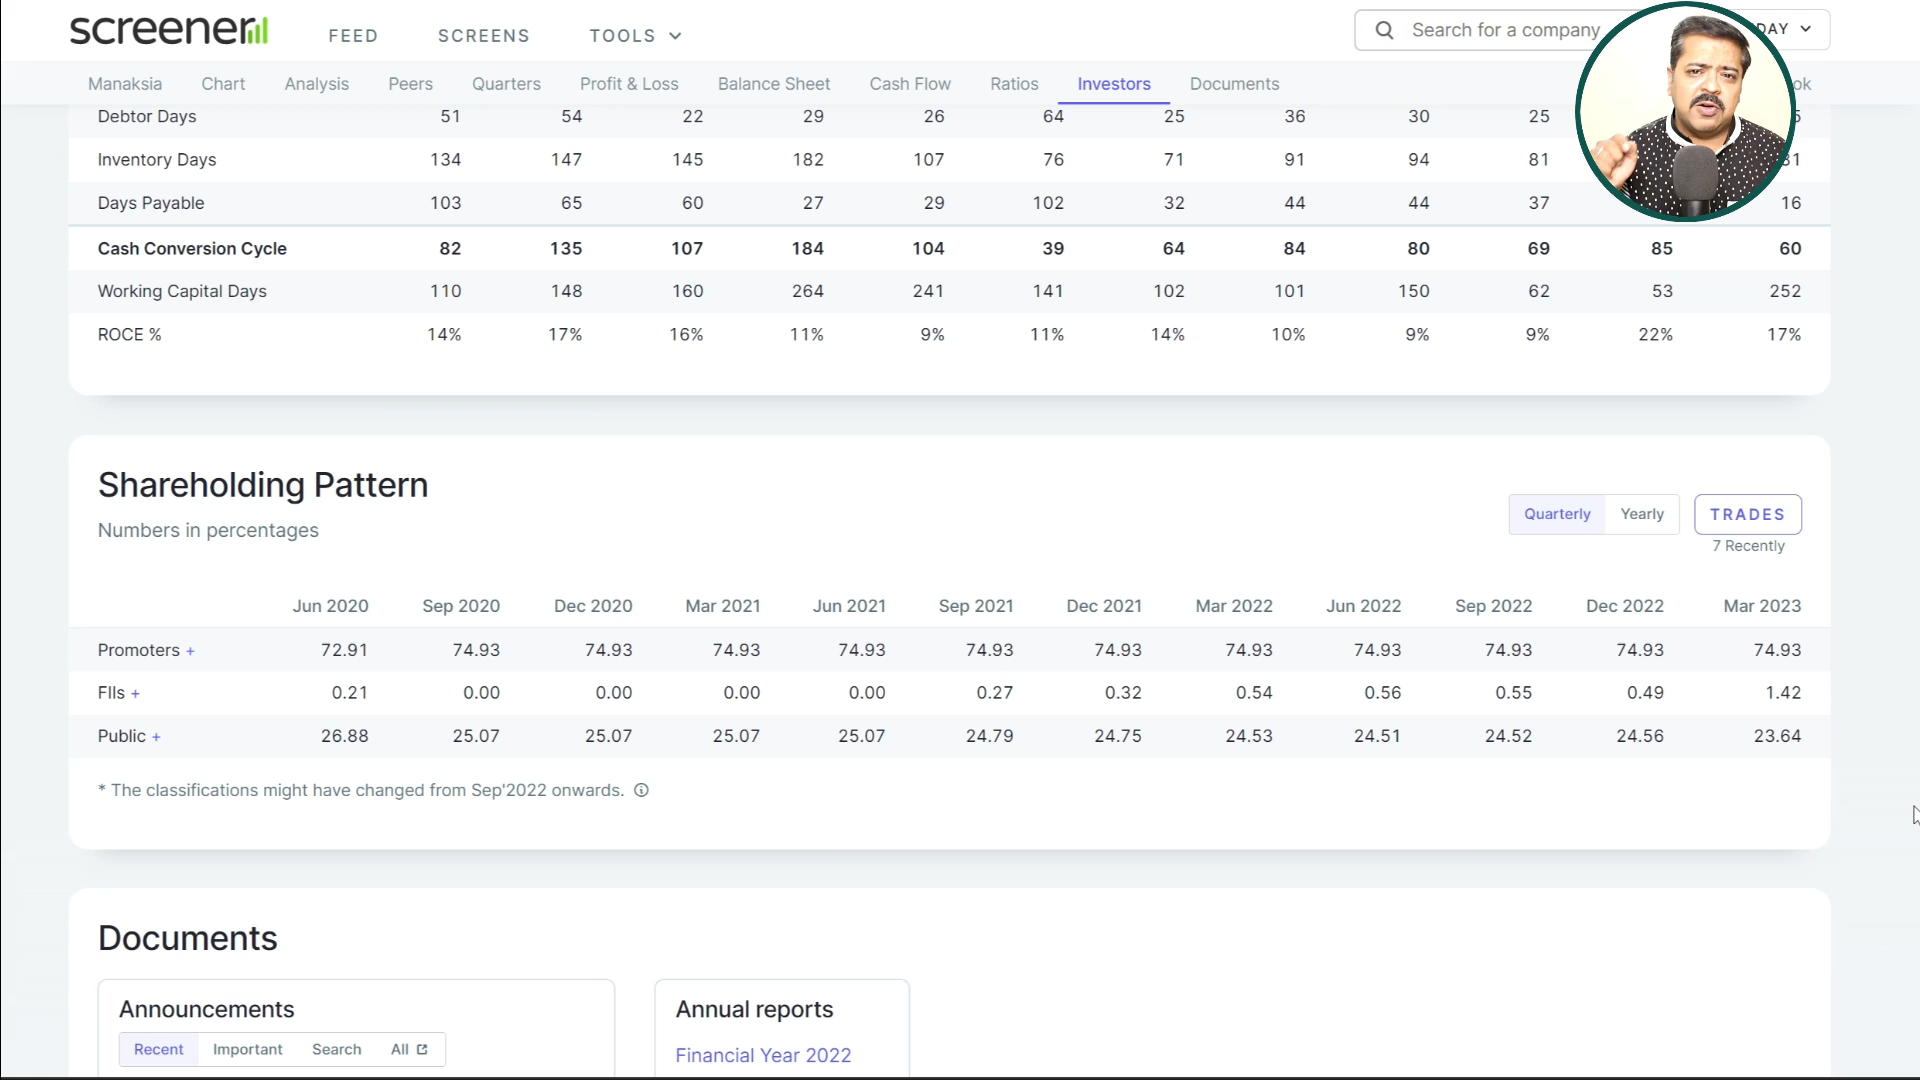 screener FEED SCREENS TOOLS Search for a company DAY
Manaksia Chart Analysis Peers Quarters Profit & Loss Balance Sheet Cash Flow Ratios Investors Documents ok
Debtor Days 51 54 22 29 26 64 25 36 30 25 5
Inventory Days 134 147 145 182 107 76 71 91 94 81 31
Days Payable 103 65 60 27 29 102 32 44 44 37 16
Cash Conversion Cycle 82 135 107 184 104 39 64 84 80 69 85 60
Working Capital Days 110 148 160 264 241 141 102 101 150 62 53 252
ROCE % 14% 17% 16% 11% 9% 11% 14% 10% 9% 9% 22% 17%
Shareholding Pattern
Numbers in percentages
Quarterly Yearly TRADES
7 Recently
Jun 2020 Sep 2020 Dec 2020 Mar 2021 Jun 2021 Sep 2021 Dec 2021 Mar 2022 Jun 2022 Sep 2022 Dec 2022 Mar 2023
Promoters + 72.91 74.93 74.93 74.93 74.93 74.93 74.93 74.93 74.93 74.93 74.93 74.93
FIIs + 0.21 0.00 0.00 0.00 0.00 0.27 0.32 0.54 0.56 0.55 0.49 1.42
Public + 26.88 25.07 25.07 25.07 25.07 24.79 24.75 24.53 24.51 24.52 24.56 23.64
* The classifications might have changed from Sep'2022 onwards.
Documents
Announcements
Recent Important Search All
Annual reports
Financial Year 2022